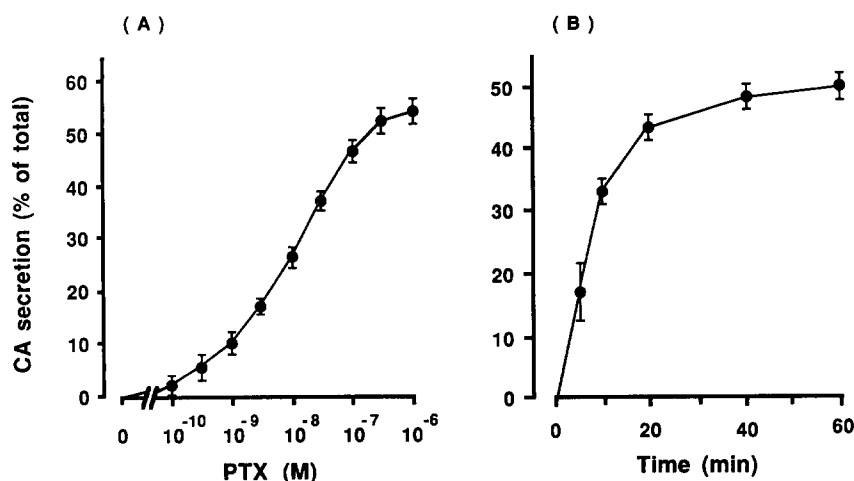 ( A )
CA secretion (% of total)
60
50
40
30
20
10
0
0 10^-10 10^-9 10^-8 10^-7 10^-6
PTX (M)
( B )
50
40
30
20
10
0
0 20 40 60
Time (min)